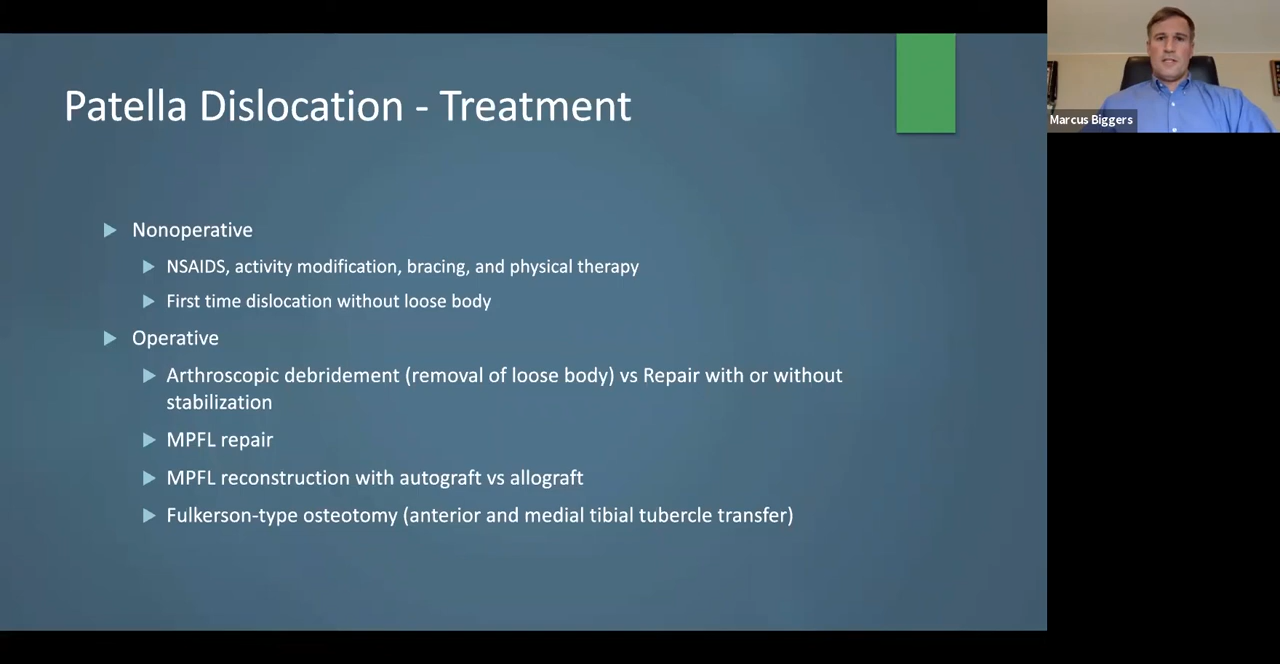 Patella Dislocation - Treatment
Nonoperative
NSAIDS, activity modification, bracing, and physical therapy
First time dislocation without loose body
Operative
Arthroscopic debridement (removal of loose body) vs Repair with or without
stabilization
MPFL repair
MPFL reconstruction with autograft vs allograft
Fulkerson-type osteotomy (anterior and medial tibial tubercle transfer)
Marcus Biggers